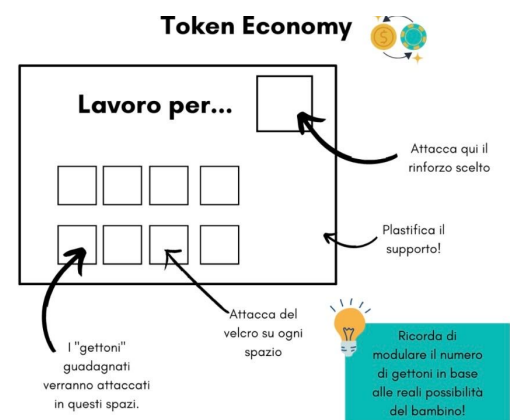 Token Economy
Lavoro per...
Attacca qui il
rinforzo scelto
Plastifica il
supporto!
Attacca del
velcro su ogni
spazio
I "gettoni"
guadagnati
verranno attaccati
in questi spazi.
Ricorda di
modulare il numero
di gettoni in base
alle reali possibilità
del bambino!